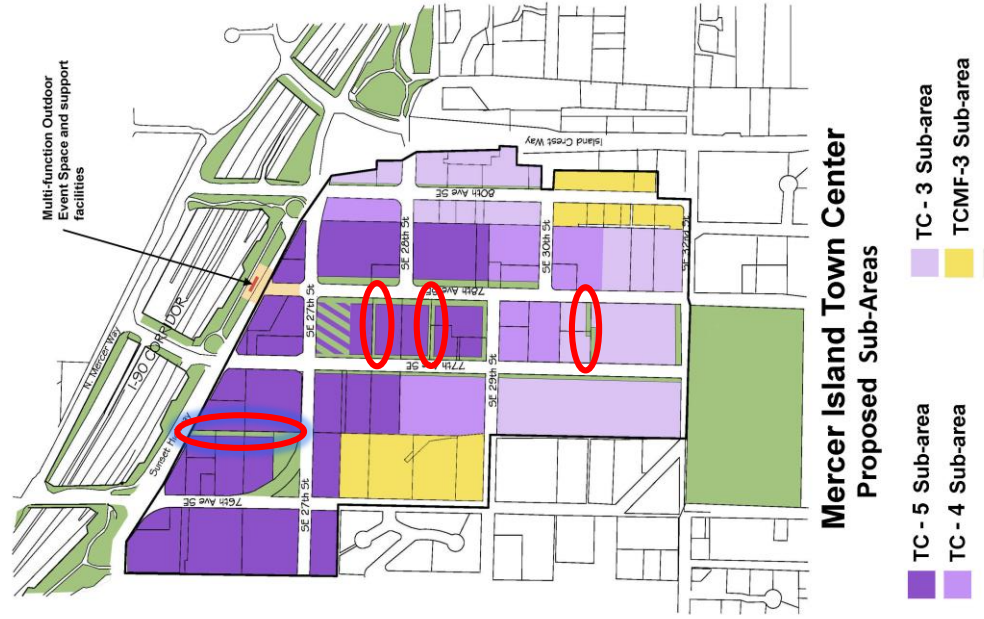 Multi-function Outdoor
Event Space and support
facilities
N. Mercer Way
I-90 CORRIDOR
Island Crest Way
80th Ave SE
SE 28th St
SE 27th St
78th Ave SE
SE 30th St
SE 32nd St
77th Ave SE
SE 29th St
76th Ave SE
SE 27th St
Mercer Island Town Center
Proposed Sub-Areas
TC - 5 Sub-area
TC - 4 Sub-area
TC - 3 Sub-area
TCMF-3 Sub-area